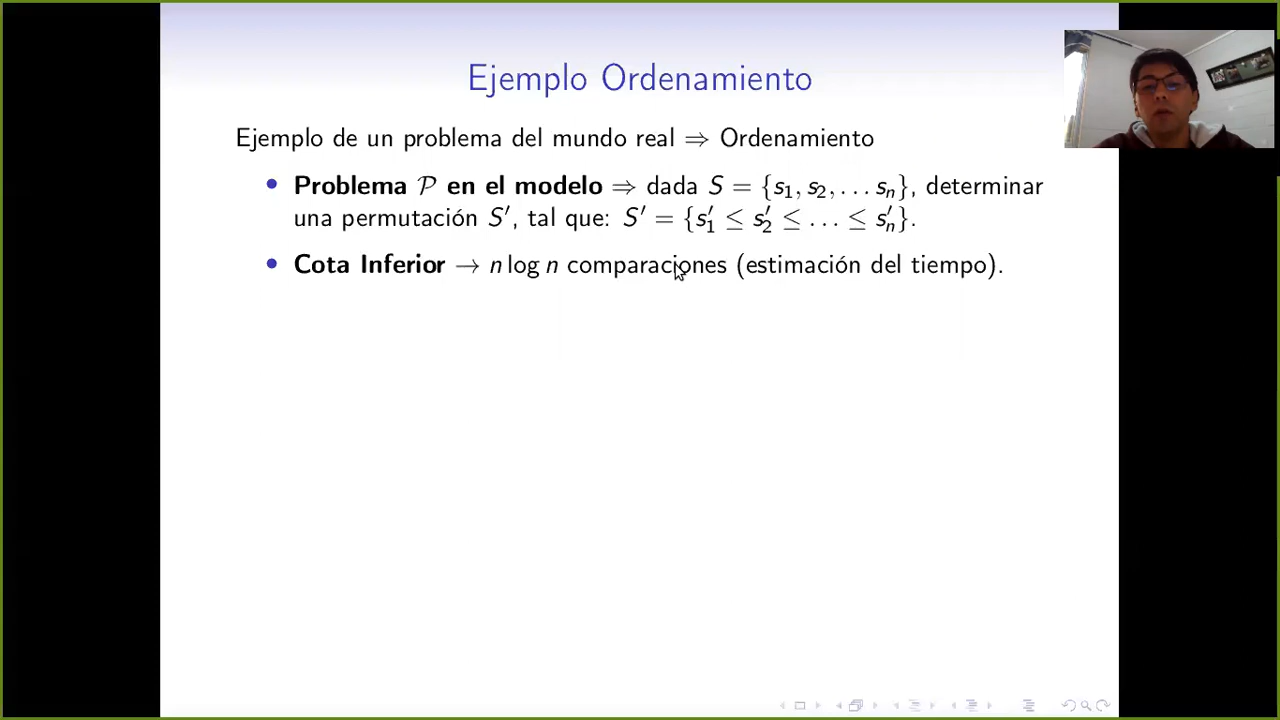 Ejemplo Ordenamiento
Ejemplo de un problema del mundo real ⇒ Ordenamiento
• Problema 𝒫 en el modelo ⇒ dada S = {s₁, s₂, . . . sₙ}, determinar
una permutación S′, tal que: S′ = {s′₁ ≤ s′₂ ≤ . . . ≤ s′ₙ}.
• Cota Inferior → n log n comparaciones (estimación del tiempo).